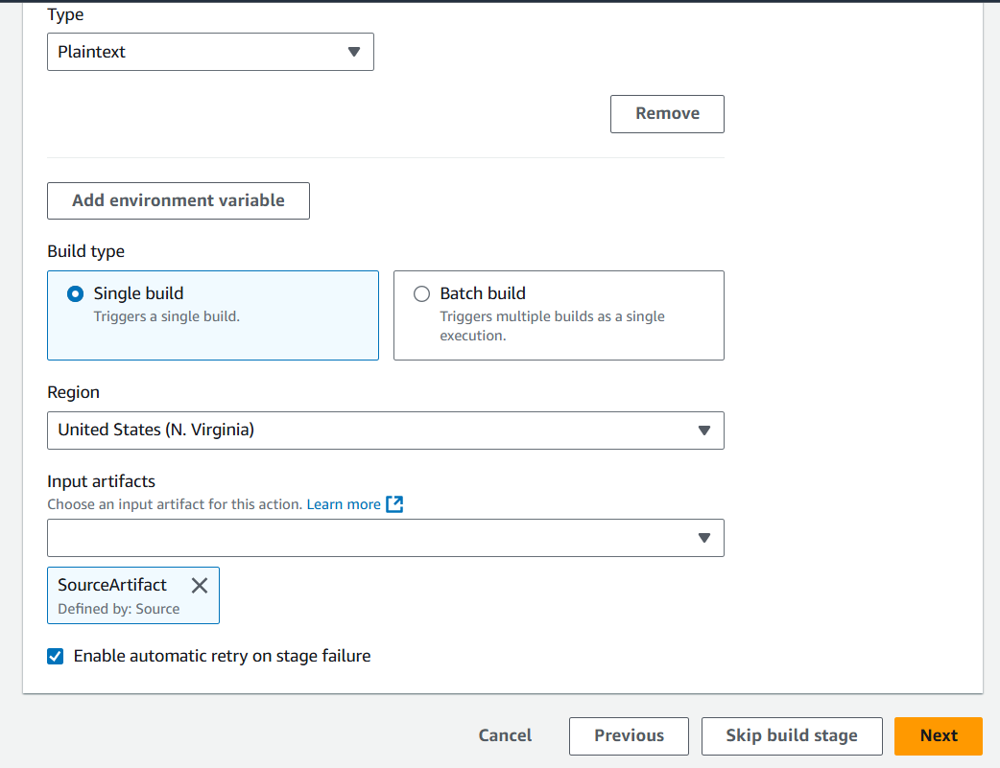 Type
Plaintext
Remove
Add environment variable
Build type
Single build
Triggers a single build.
Batch build
Triggers multiple builds as a single
execution.
Region
United States (N. Virginia)
Input artifacts
Choose an input artifact for this action. Learn more
SourceArtifact
Defined by: Source
Enable automatic retry on stage failure
Cancel
Previous
Skip build stage
Next